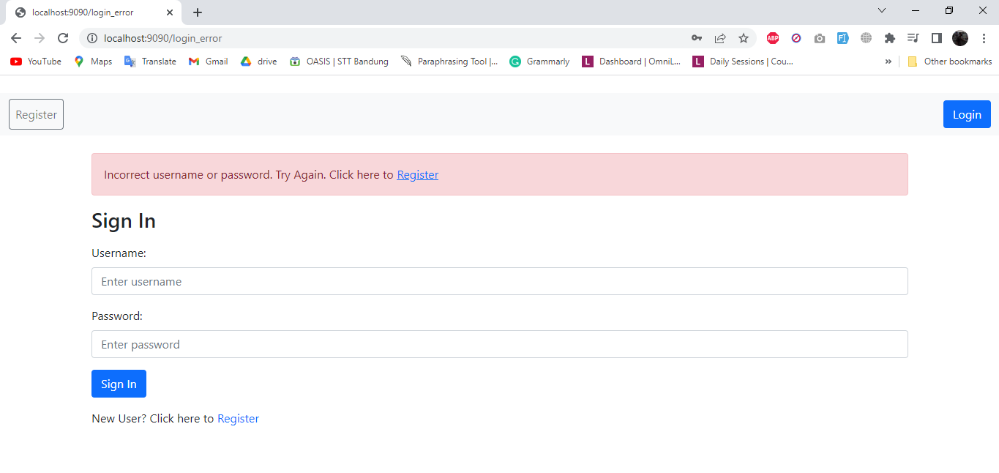 localhost:9090/login_error
localhost:9090/login_error
ABP
YouTube Maps Translate Gmail drive OASIS | STT Bandung Paraphrasing Tool |... Grammarly L Dashboard | OmniL... L Daily Sessions | Cou... » Other bookmarks
Register Login
Incorrect username or password. Try Again. Click here to Register
Sign In
Username:
Enter username
Password:
Enter password
Sign In
New User? Click here to Register